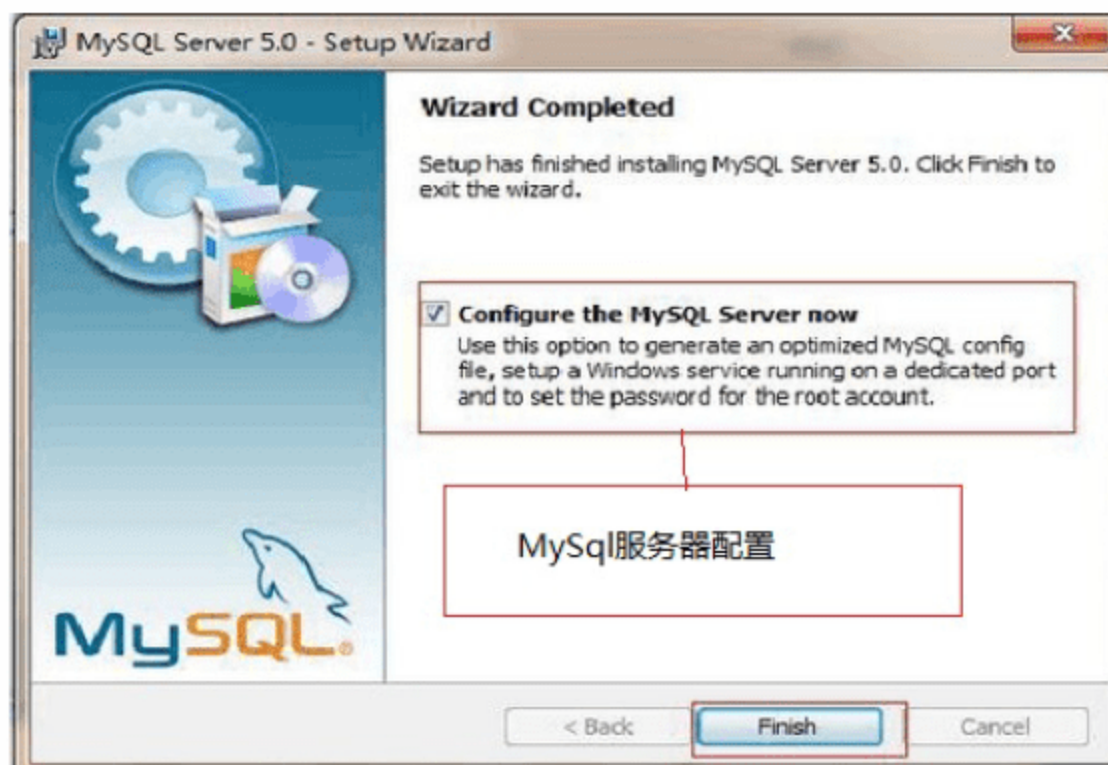 MySQL Server 5.0 - Setup Wizard
Wizard Completed
Setup has finished installing MySQL Server 5.0. Click Finish to
exit the wizard.
Configure the MySQL Server now
Use this option to generate an optimized MySQL config
file, setup a Windows service running on a dedicated port
and to set the password for the root account.
MySql服务器配置
MySQL®
< Back
Finish
Cancel